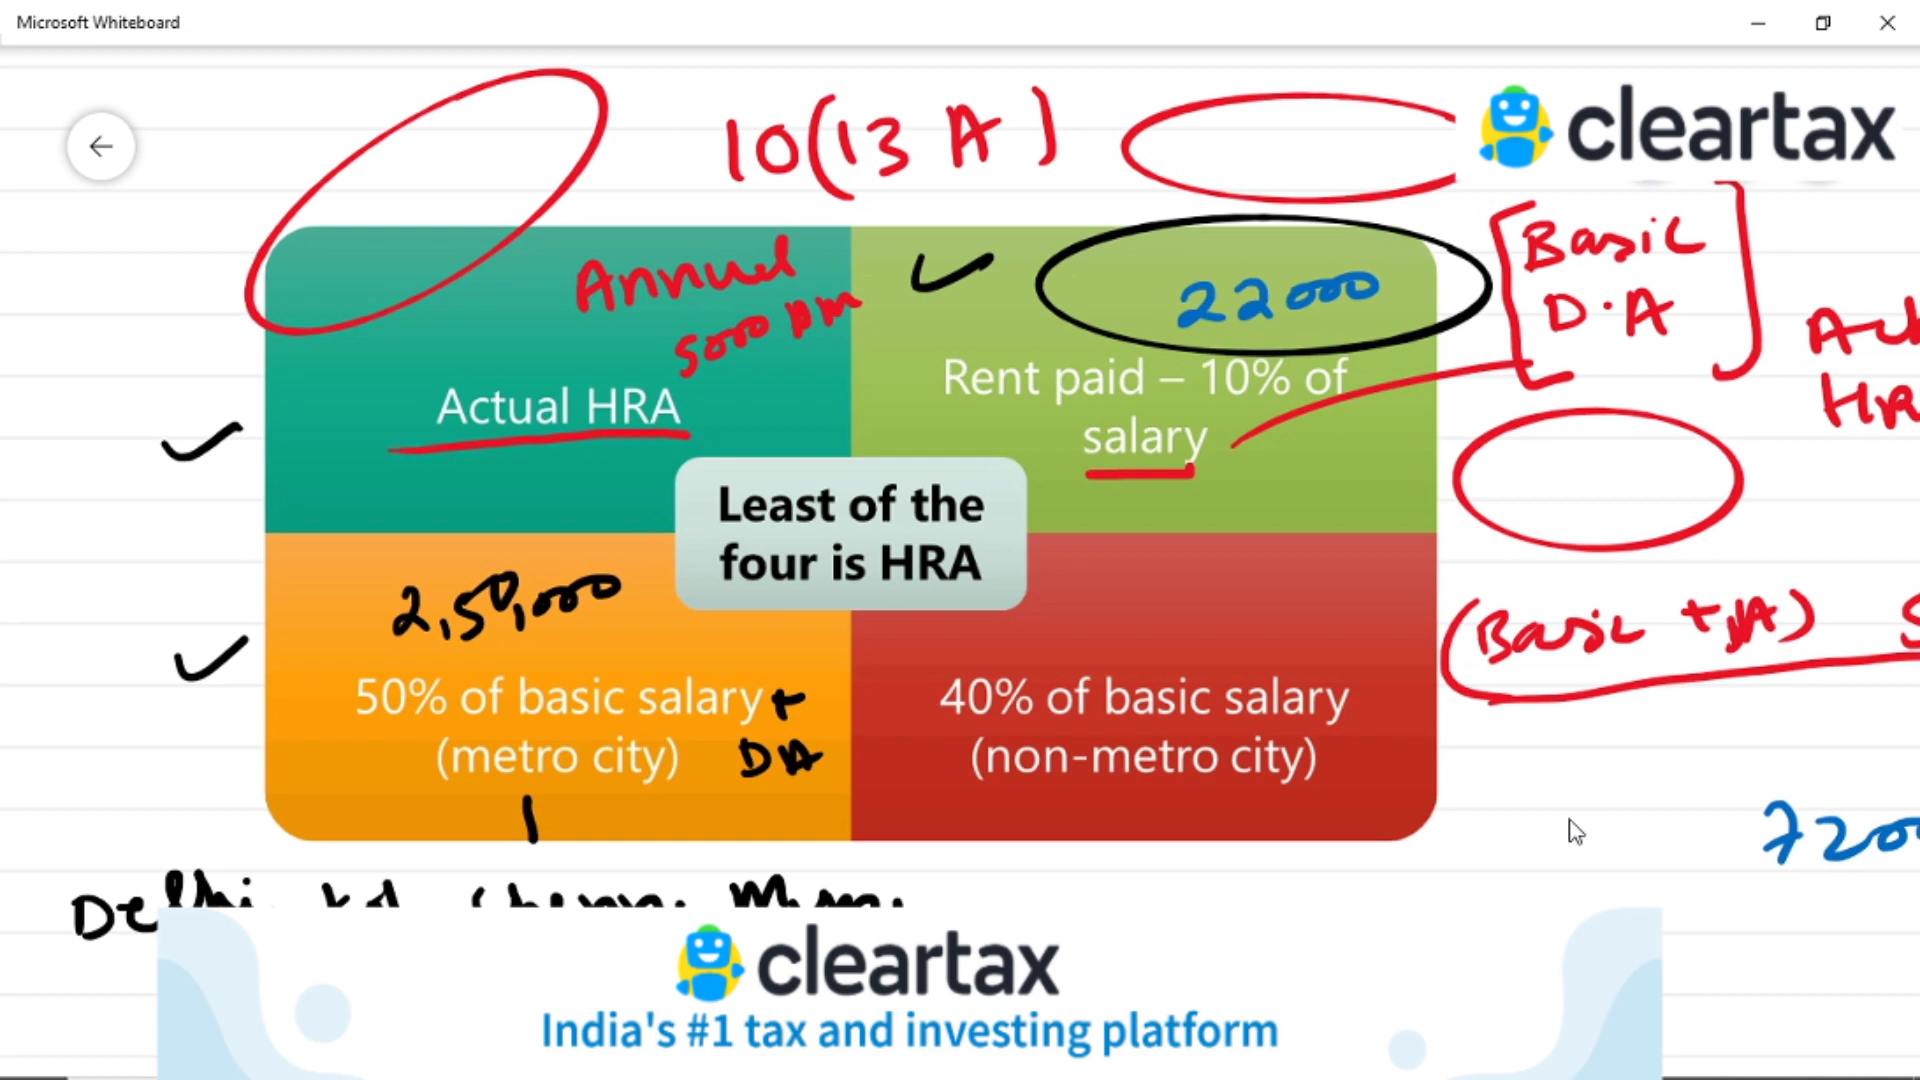 Microsoft Whiteboard
10(13 A)
cleartax
Annual
5000 PM
22000
[Basic
D.A]
Actual HRA
Rent paid – 10% of
salary
Least of the
four is HRA
2,50,000
(Basic + DA)
50% of basic salary +
(metro city) DA
40% of basic salary
(non-metro city)
Delhi
cleartax
India's #1 tax and investing platform